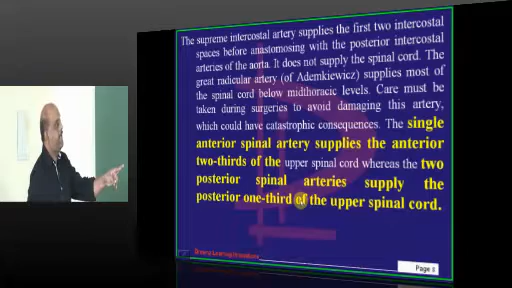 The supreme intercostal artery supplies the first two intercostal
spaces before anastomosing with the posterior intercostal
arteries of the aorta. It does not supply the spinal cord. The
great radicular artery (of Ademkiewicz) supplies most of
the spinal cord below midthoracic levels. Care must be
taken during surgeries to avoid damaging this artery,
which could have catastrophic consequences. The single
anterior spinal artery supplies the anterior
two-thirds of the upper spinal cord whereas the two
posterior spinal arteries supply the
posterior one-third of the upper spinal cord.
Page 8